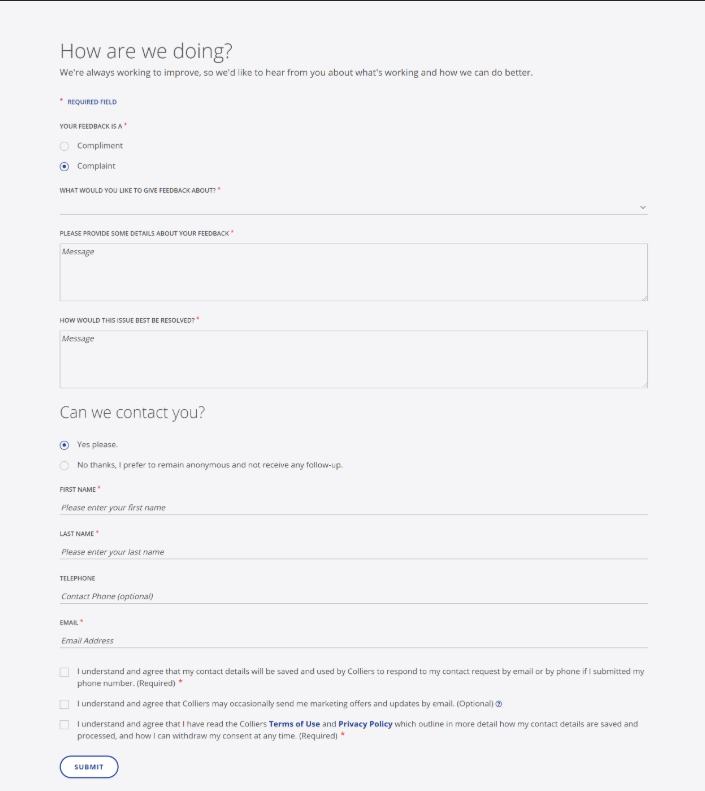 How are we doing?
We're always working to improve, so we'd like to hear from you about what's working and how we can do better.
* REQUIRED FIELD
YOUR FEEDBACK IS A *
Compliment
Complaint
WHAT WOULD YOU LIKE TO GIVE FEEDBACK ABOUT? *
PLEASE PROVIDE SOME DETAILS ABOUT YOUR FEEDBACK *
Message
HOW WOULD THIS ISSUE BEST BE RESOLVED? *
Message
Can we contact you?
Yes please.
No thanks, I prefer to remain anonymous and not receive any follow-up.
FIRST NAME *
Please enter your first name
LAST NAME *
Please enter your last name
TELEPHONE
Contact Phone (optional)
EMAIL *
Email Address
I understand and agree that my contact details will be saved and used by Colliers to respond to my contact request by email or by phone if I submitted my
phone number. (Required) *
I understand and agree that Colliers may occasionally send me marketing offers and updates by email. (Optional) ?
I understand and agree that I have read the Colliers Terms of Use and Privacy Policy which outline in more detail how my contact details are saved and
processed, and how I can withdraw my consent at any time. (Required) *
SUBMIT